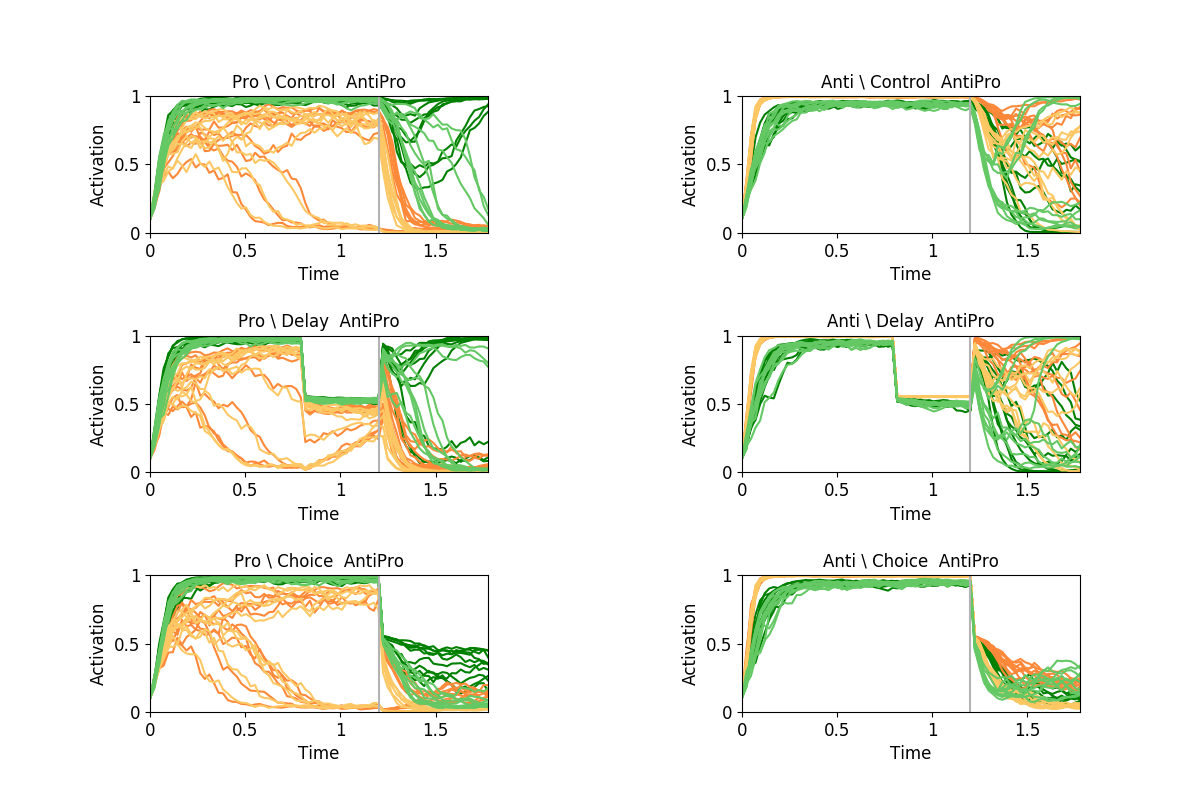 Pro \ Control  AntiPro
1
0.5
0
Activation
0 0.5 1 1.5
Time
Anti \ Control  AntiPro
1
0.5
0
Activation
0 0.5 1 1.5
Time
Pro \ Delay  AntiPro
1
0.5
0
Activation
0 0.5 1 1.5
Time
Anti \ Delay  AntiPro
1
0.5
0
Activation
0 0.5 1 1.5
Time
Pro \ Choice  AntiPro
1
0.5
0
Activation
0 0.5 1 1.5
Time
Anti \ Choice  AntiPro
1
0.5
0
Activation
0 0.5 1 1.5
Time